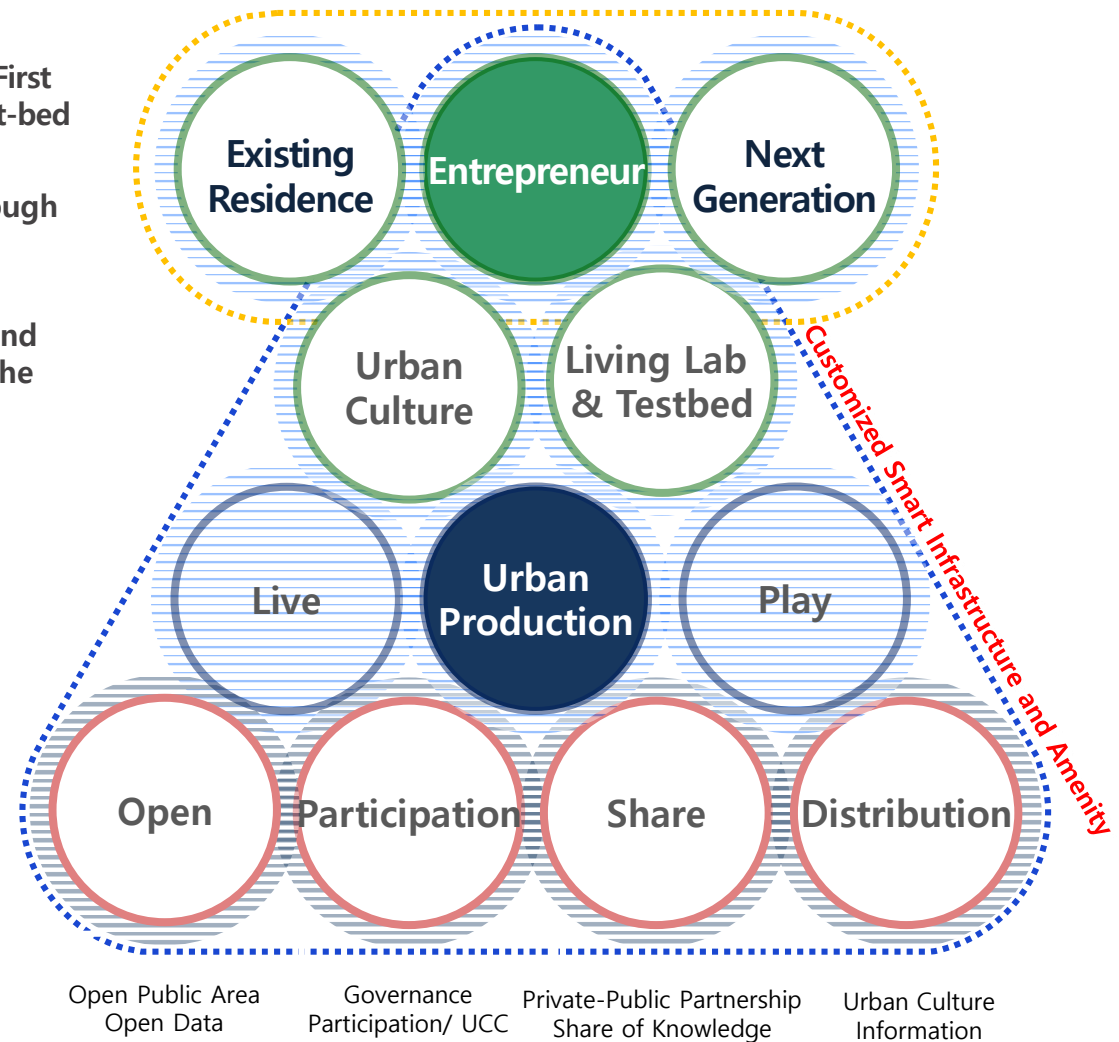 First
t-bed
ough
nd
he
Existing
Residence
Entrepreneur
Next
Generation
Urban
Culture
Living Lab
& Testbed
Customized Smart Infrastructure and Amenity
Live
Urban
Production
Play
Open
Participation
Share
Distribution
Open Public Area
Open Data
Governance
Participation/ UCC
Private-Public Partnership
Share of Knowledge
Urban Culture
Information